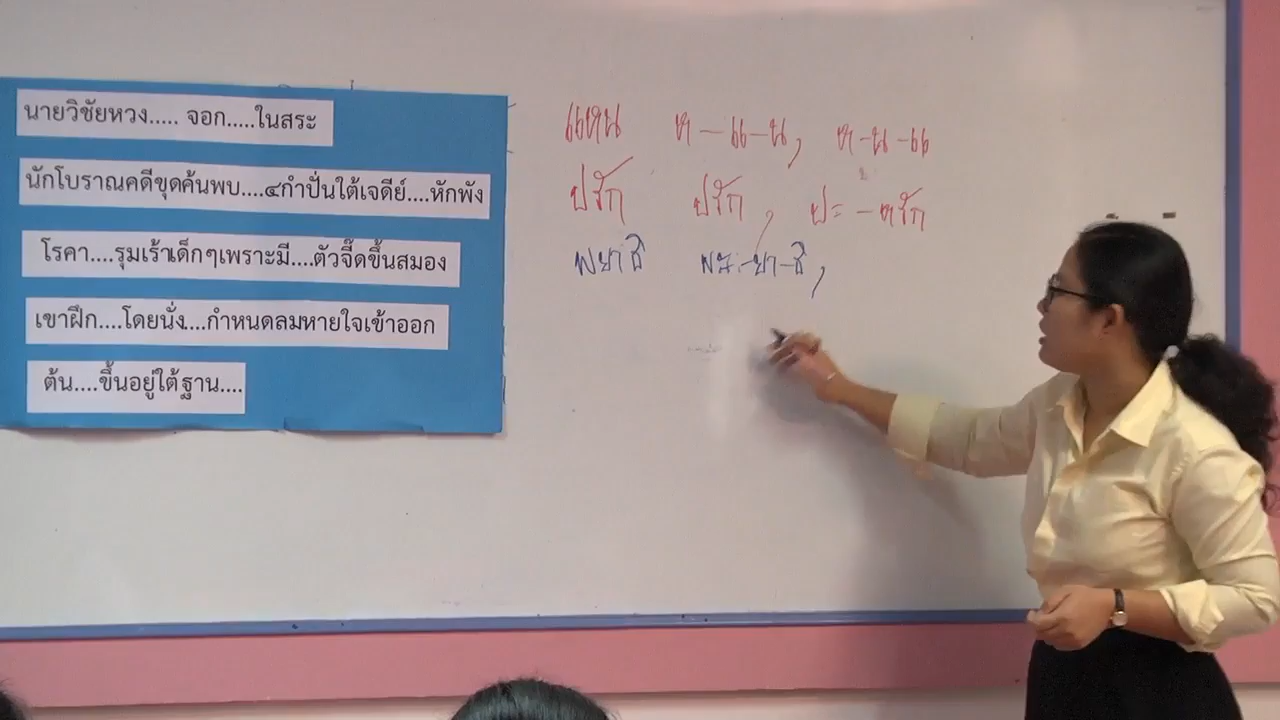 นายวิชัยหวง..... จอก.....ในสระ
นักโบราณคดีขุดค้นพบ....๔กำปั่นใต้เจดีย์....หักพัง
โรคา....รุมเร้าเด็กๆเพราะมี....ตัวจี๊ดขึ้นสมอง
เขาฝึก....โดยนั่ง....กำหนดลมหายใจเข้าออก
ต้น....ขึ้นอยู่ใต้ฐาน....
แหน ห-แ-น, ห-น-แ
ปรัก ปรัก, ปะ-หรัก
พยาธิ พยะ-ยา-ธิ,